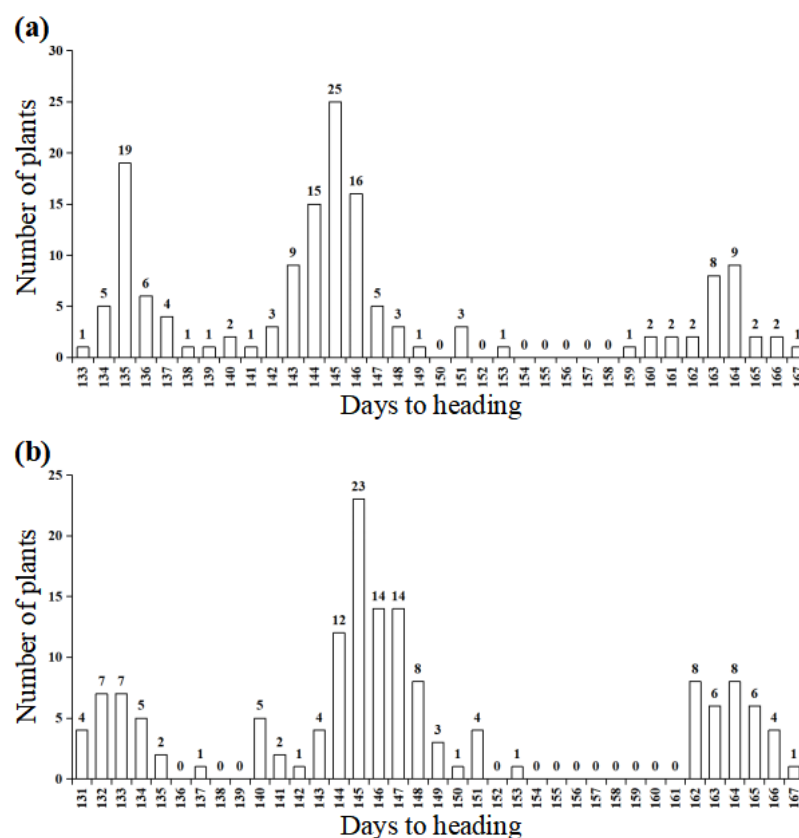 (a)
30
25
20
15
10
5
0
Number of plants
1 5 19 6 4 1 1 2 1 3 9 15 25 16 5 3 1 0 3 0 1 0 0 0 0 0 1 2 2 2 8 9 2 2 1
133 134 135 136 137 138 139 140 141 142 143 144 145 146 147 148 149 150 151 152 153 154 155 156 157 158 159 160 161 162 163 164 165 166 167
Days to heading
(b)
25
20
15
10
5
0
Number of plants
4 7 7 5 2 0 1 0 0 5 2 1 4 12 23 14 14 8 3 1 4 0 1 0 0 0 0 0 0 0 0 8 6 8 6 4 1
131 132 133 134 135 136 137 138 139 140 141 142 143 144 145 146 147 148 149 150 151 152 153 154 155 156 157 158 159 160 161 162 163 164 165 166 167
Days to heading